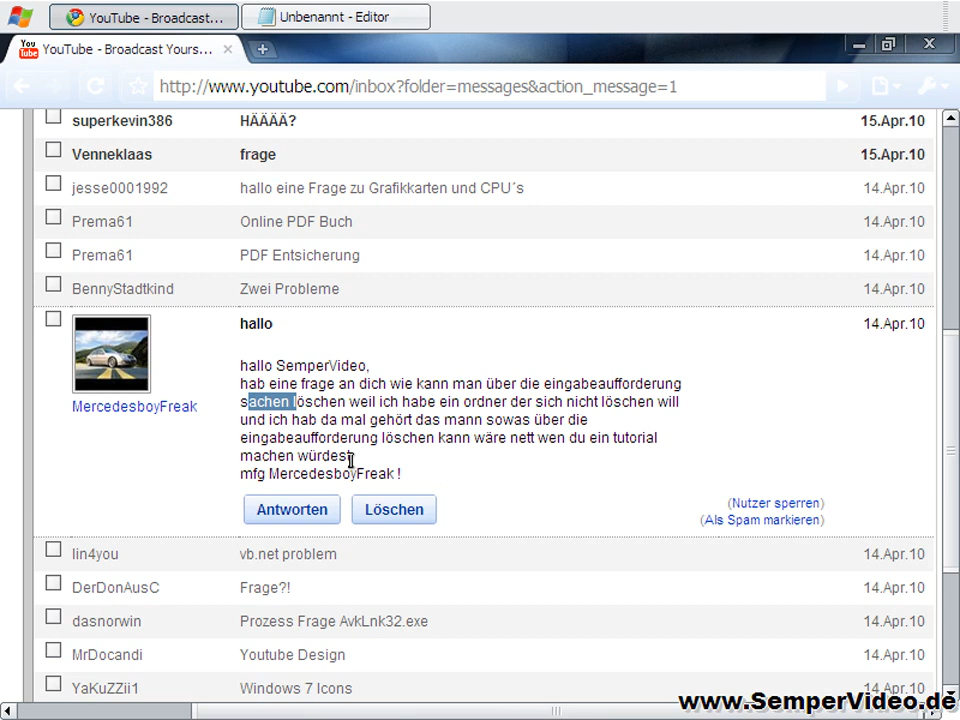 YouTube - Broadcast...
Unbenannt - Editor
You Tube
YouTube - Broadcast Yours...
http://www.youtube.com/inbox?folder=messages&action_message=1
superkevin386 HÄÄÄÄ? 15.Apr.10
Venneklaas frage 15.Apr.10
jesse0001992 hallo eine Frage zu Grafikkarten und CPU´s 14.Apr.10
Prema61 Online PDF Buch 14.Apr.10
Prema61 PDF Entsicherung 14.Apr.10
BennyStadtkind Zwei Probleme 14.Apr.10
hallo 14.Apr.10
MercedesboyFreak
hallo SemperVideo,
hab eine frage an dich wie kann man über die eingabeaufforderung
sachen löschen weil ich habe ein ordner der sich nicht löschen will
und ich hab da mal gehört das mann sowas über die
eingabeaufforderung löschen kann wäre nett wen du ein tutorial
machen würdest.
mfg MercedesboyFreak !
Antworten Löschen
(Nutzer sperren)
(Als Spam markieren)
lin4you vb.net problem 14.Apr.10
DerDonAusC Frage?! 14.Apr.10
dasnorwin Prozess Frage AvkLnk32.exe 14.Apr.10
MrDocandi Youtube Design 14.Apr.10
YaKuZZii1 Windows 7 Icons 14.Apr.10
www.SemperVideo.de